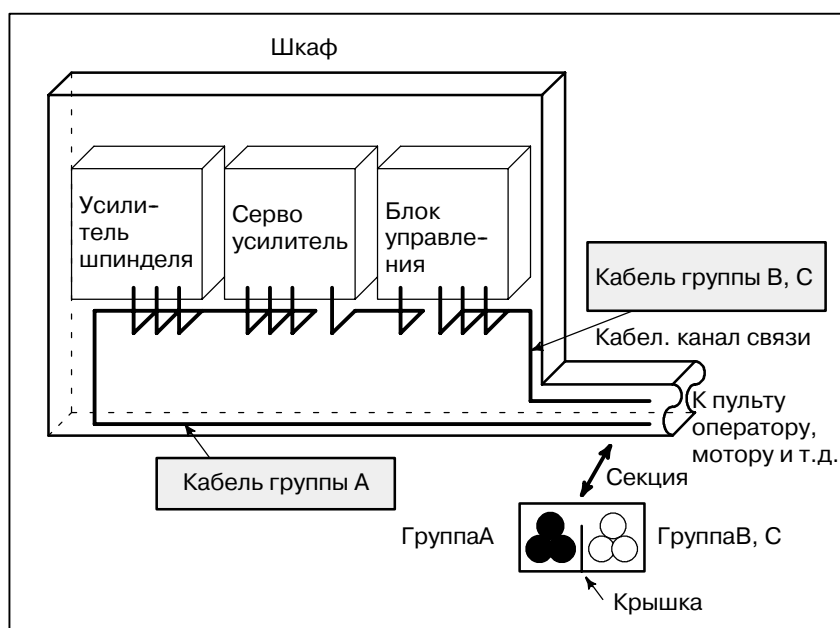 Шкаф
Усили-
тель
шпинделя
Серво
усилитель
Блок
управле-
ния
Кабель группы B, C
Кабел. канал связи
К пульту
оператору,
мотору и т.д.
Кабель группы A
Секция
ГруппаA
ГруппаB, C
Крышка